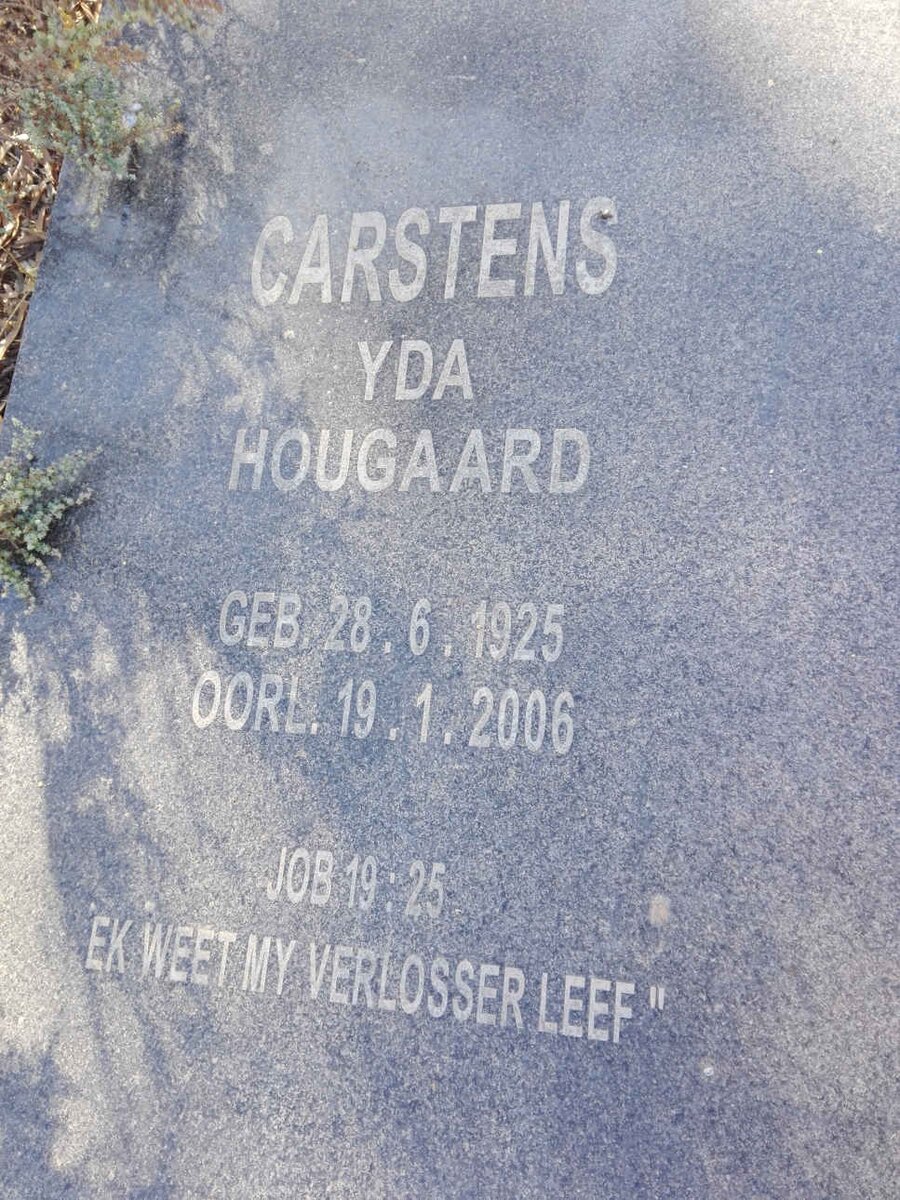 CARSTENS
YDA
HOUGAARD
GEB. 28 . 6 . 1925
OORL. 19 . 1 . 2006
JOB 19 : 25
"EK WEET MY VERLOSSER LEEF "